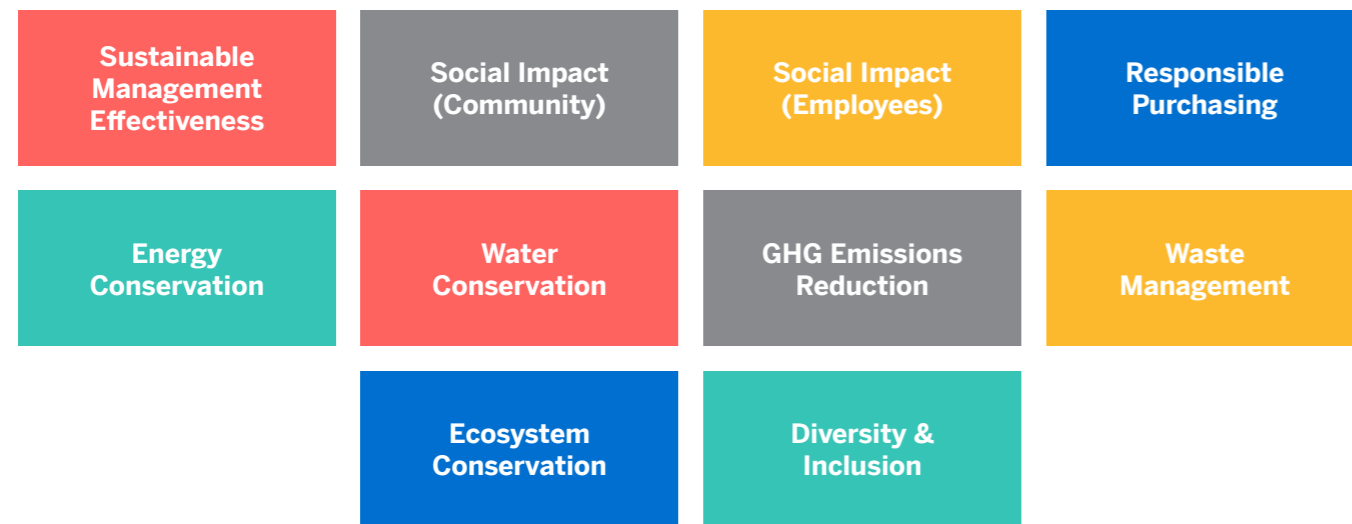 Sustainable
Management
Effectiveness
Social Impact
(Community)
Social Impact
(Employees)
Responsible
Purchasing
Energy
Conservation
Water
Conservation
GHG Emissions
Reduction
Waste
Management
Ecosystem
Conservation
Diversity &
Inclusion